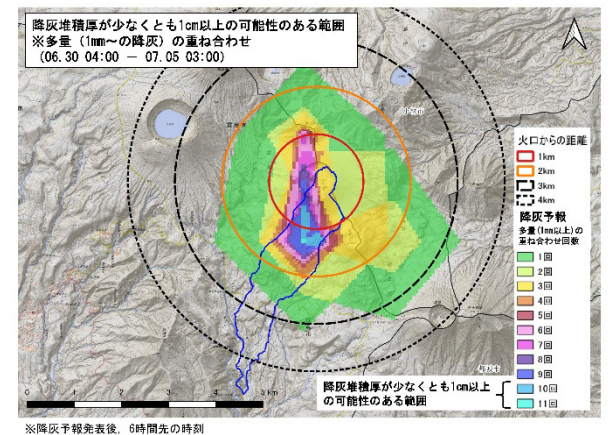 降灰堆積厚が少なくとも1cm以上の可能性のある範囲
※多量（1mm～の降灰）の重ね合わせ
（06.30 04:00 － 07.05 03:00）
小林市
火口からの距離
1km
2km
3km
4km
降灰予報
多量(1mm以上)の
重ね合わせ回数
1回
2回
3回
4回
5回
6回
7回
8回
9回
10回
11回
降灰堆積厚が少なくとも1cm以上
の可能性のある範囲
0 1 2 3 4 5 km
※降灰予報発表後，6時間先の時刻